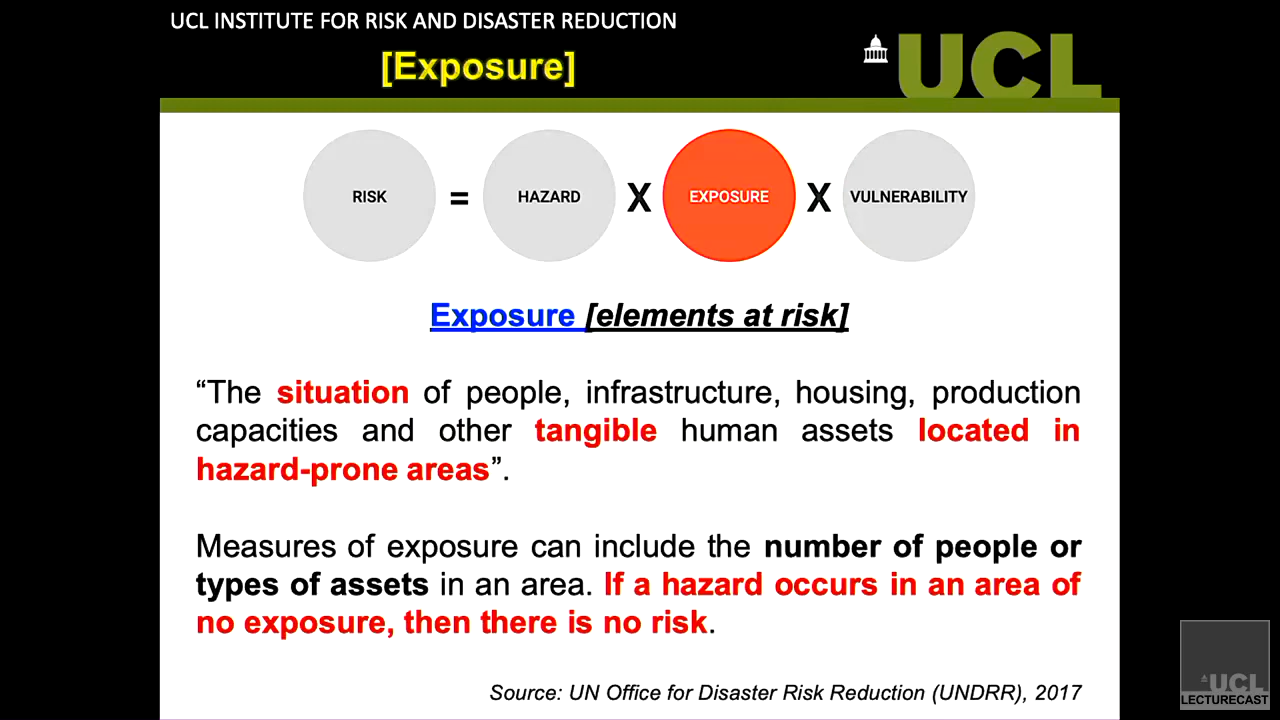 UCL INSTITUTE FOR RISK AND DISASTER REDUCTION
[Exposure]
UCL
RISK = HAZARD X EXPOSURE X VULNERABILITY
Exposure [elements at risk]
“The situation of people, infrastructure, housing, production
capacities and other tangible human assets located in
hazard-prone areas”.
Measures of exposure can include the number of people or
types of assets in an area. If a hazard occurs in an area of
no exposure, then there is no risk.
Source: UN Office for Disaster Risk Reduction (UNDRR), 2017
UCL
LECTURECAST